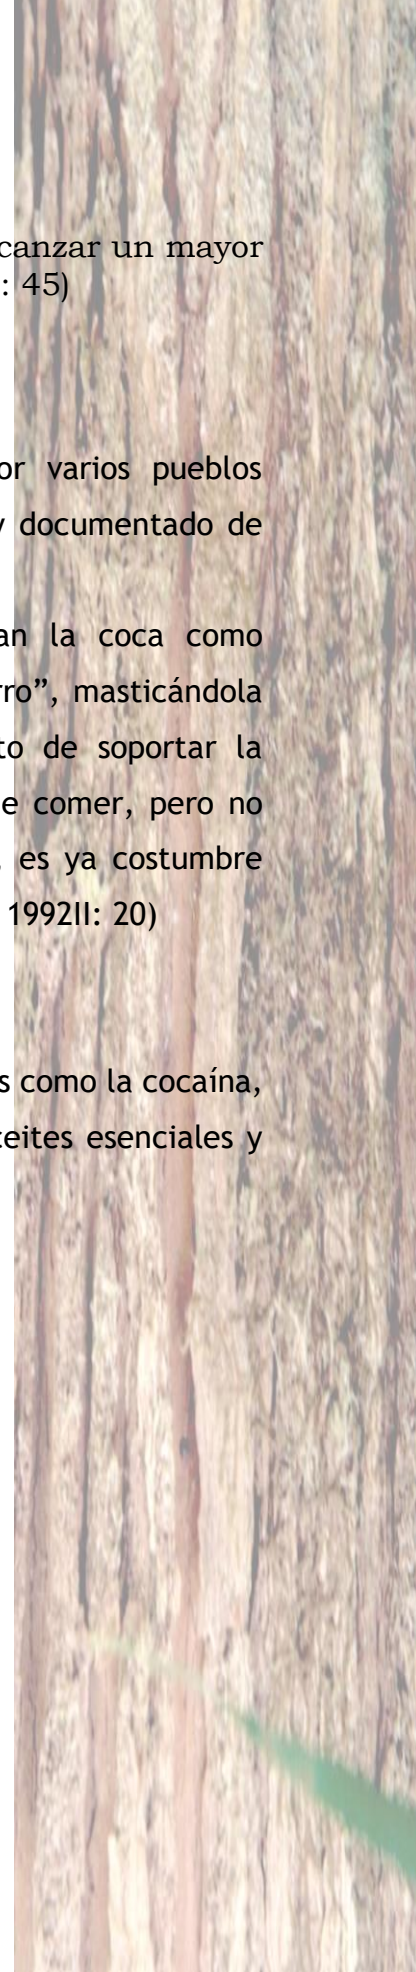 canzar un mayor
: 45)
or varios pueblos
documentado de
an la coca como
rro”, masticándola
to de soportar la
e comer, pero no
es ya costumbre
1992II: 20)
s como la cocaína,
ceites esenciales y